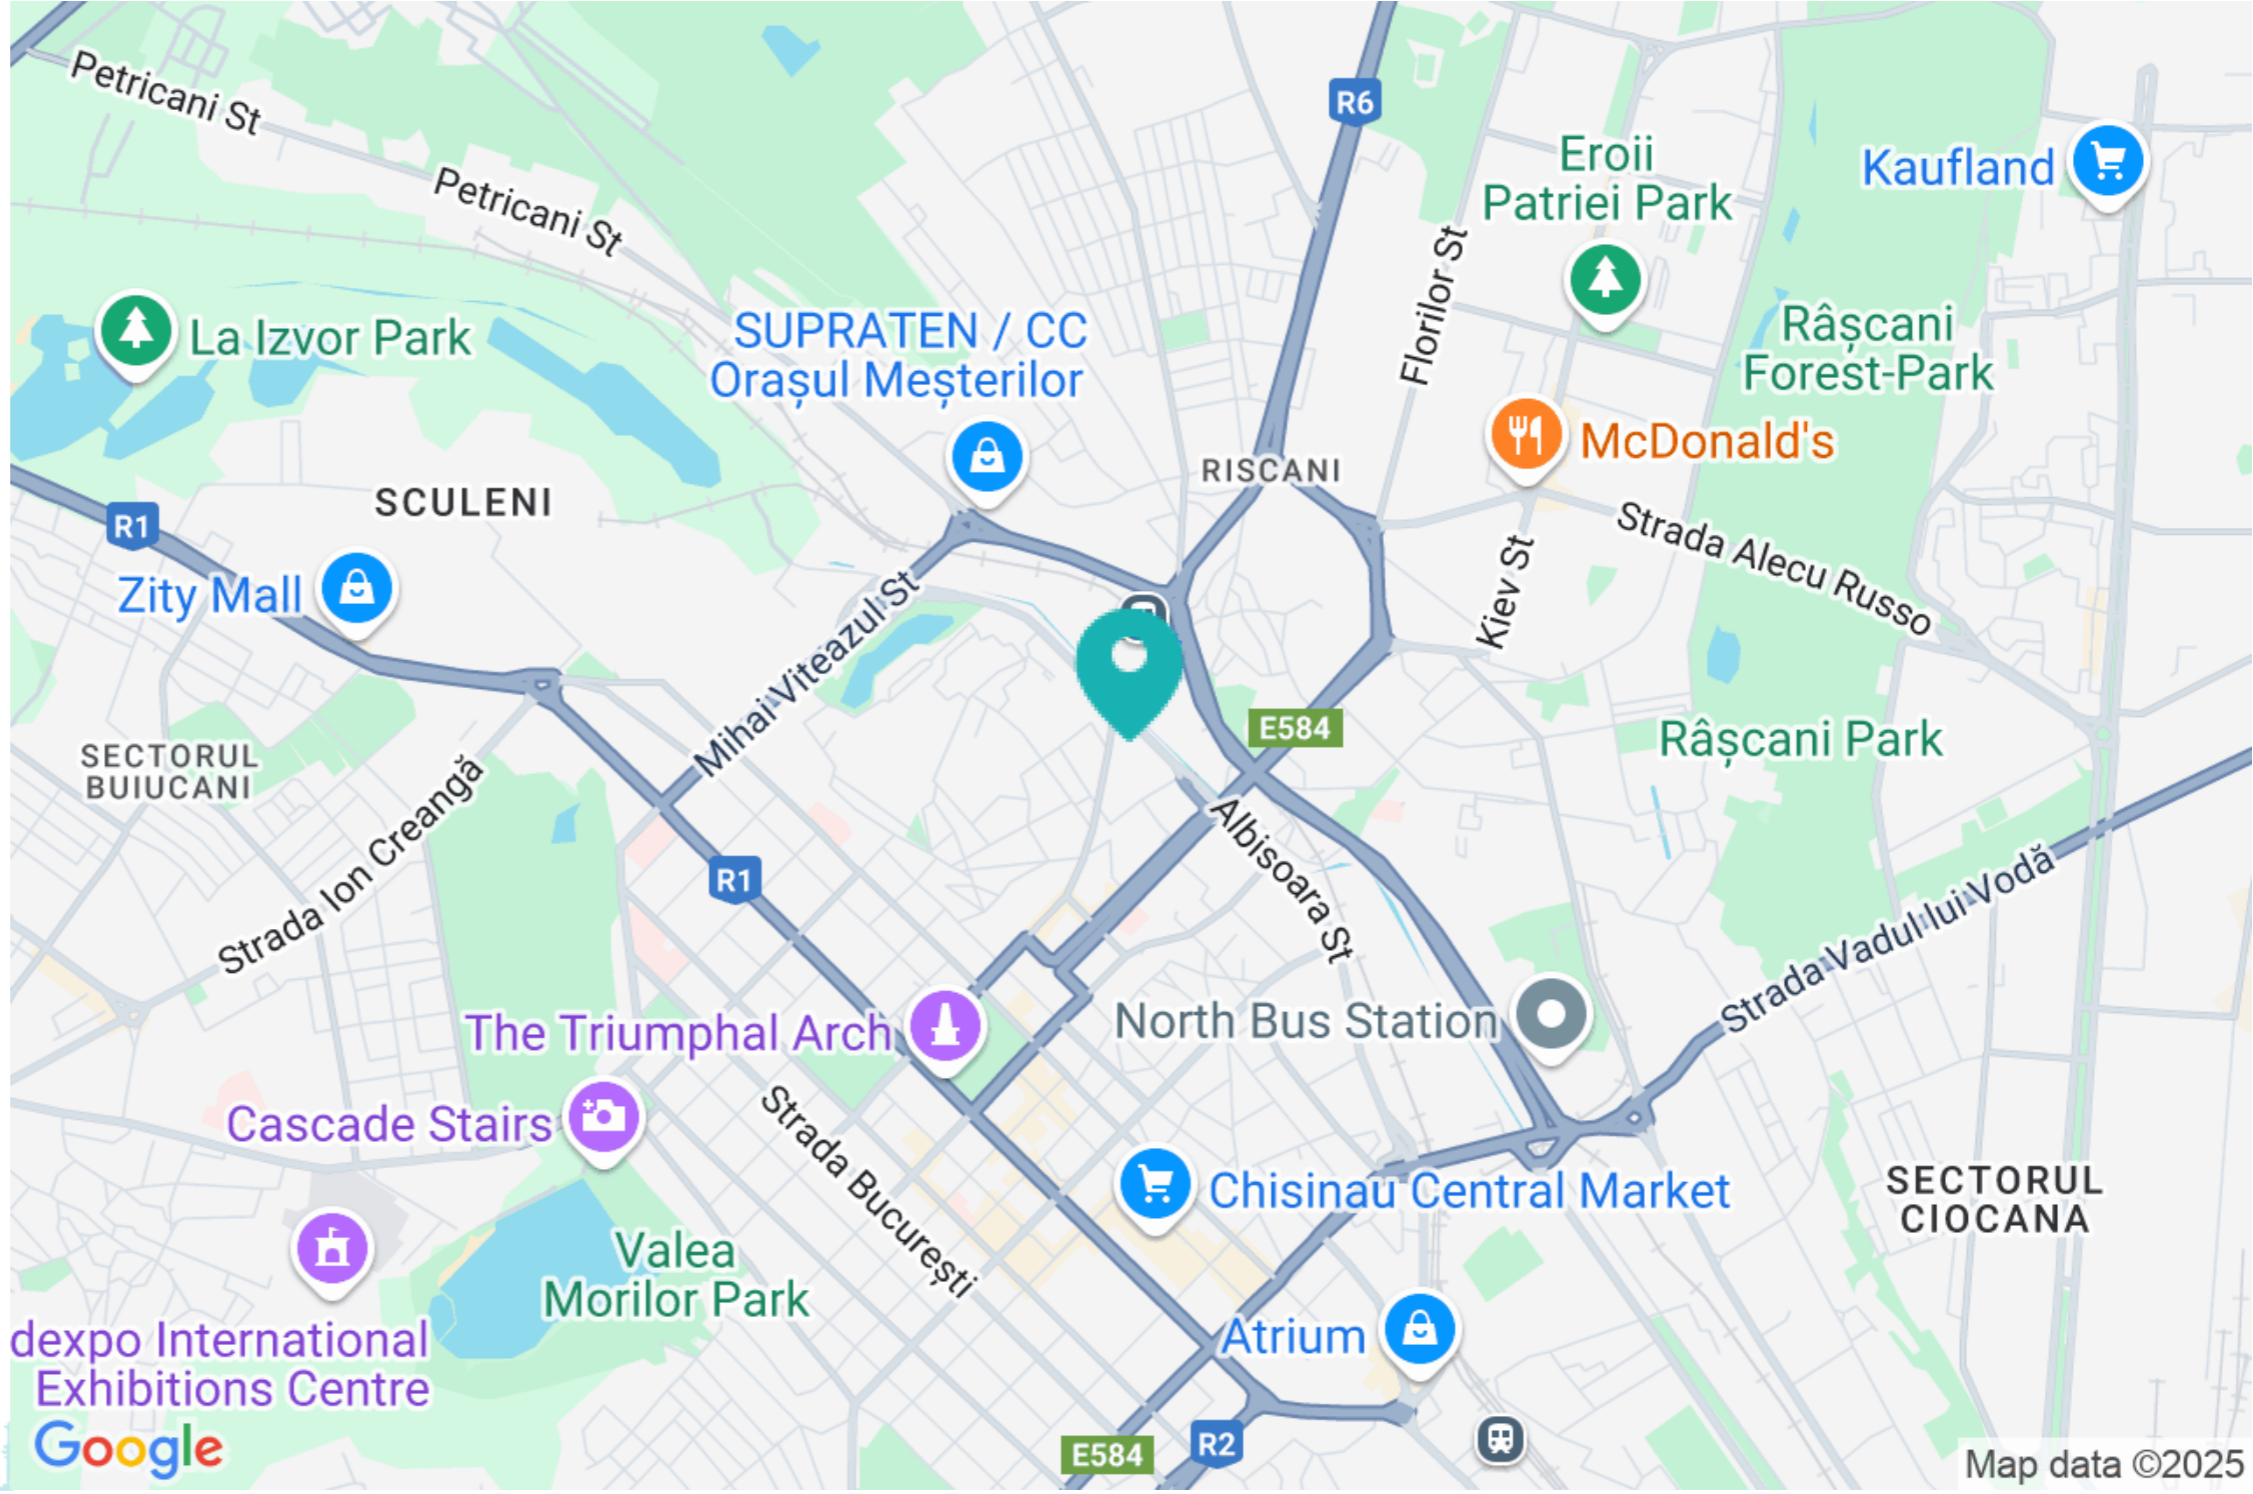 Petricani St
R6
Eroii
Patriei Park
Kaufland
Petricani St
Florilor St
La Izvor Park
SUPRATEN / CC
Orașul Meșterilor
Râșcani
Forest-Park
McDonald's
RISCANI
SCULENI
R1
Strada Alecu Russo
Zity Mall
Kiev St
Mihai Viteazul St
E584
Râșcani Park
SECTORUL
BUIUCANI
Strada Ion Creangă
Albisoara St
R1
Strada Vadul lui Vodă
The Triumphal Arch
North Bus Station
Cascade Stairs
Strada București
Chisinau Central Market
SECTORUL
CIOCANA
Valea
Morilor Park
dexpo International
Exhibitions Centre
Atrium
Google
E584
R2
Map data ©2025